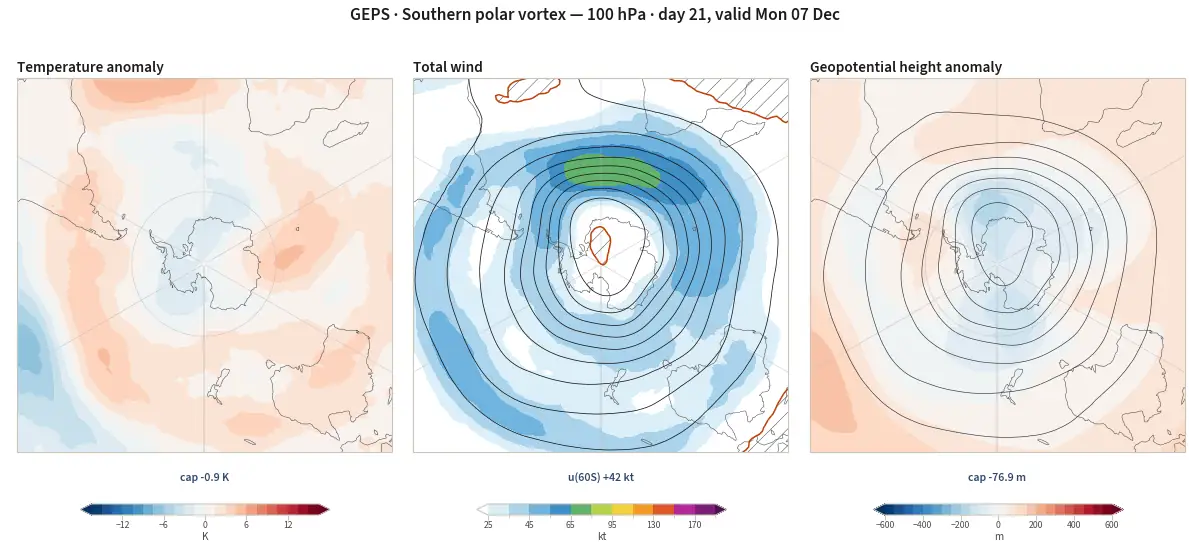 GEPS · Southern polar vortex — 100 hPa · day 21, valid Mon 07 Dec
Temperature anomaly
Total wind
Geopotential height anomaly
cap -0.9 K
u(60S) +42 kt
cap -76.9 m
−12 −6 0 6 12
K
25 45 65 95 130 170
kt
−600 −400 −200 0 200 400 600
m